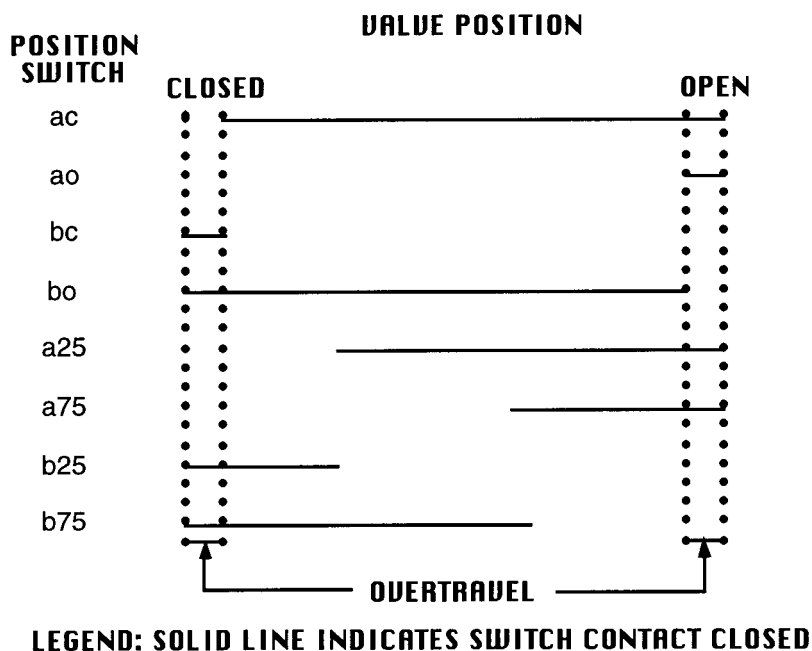 VALVE POSITION
POSITION
SWITCH
CLOSED
OPEN
ac
ao
bc
bo
a25
a75
b25
b75
OVERTRAVEL
LEGEND: SOLID LINE INDICATES SWITCH CONTACT CLOSED